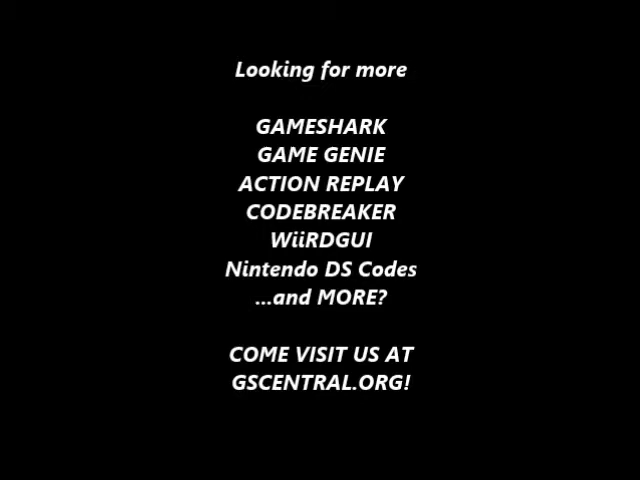 Looking for more
GAMESHARK
GAME GENIE
ACTION REPLAY
CODEBREAKER
WiiRDGUI
Nintendo DS Codes
...and MORE?
COME VISIT US AT
GSCENTRAL.ORG!